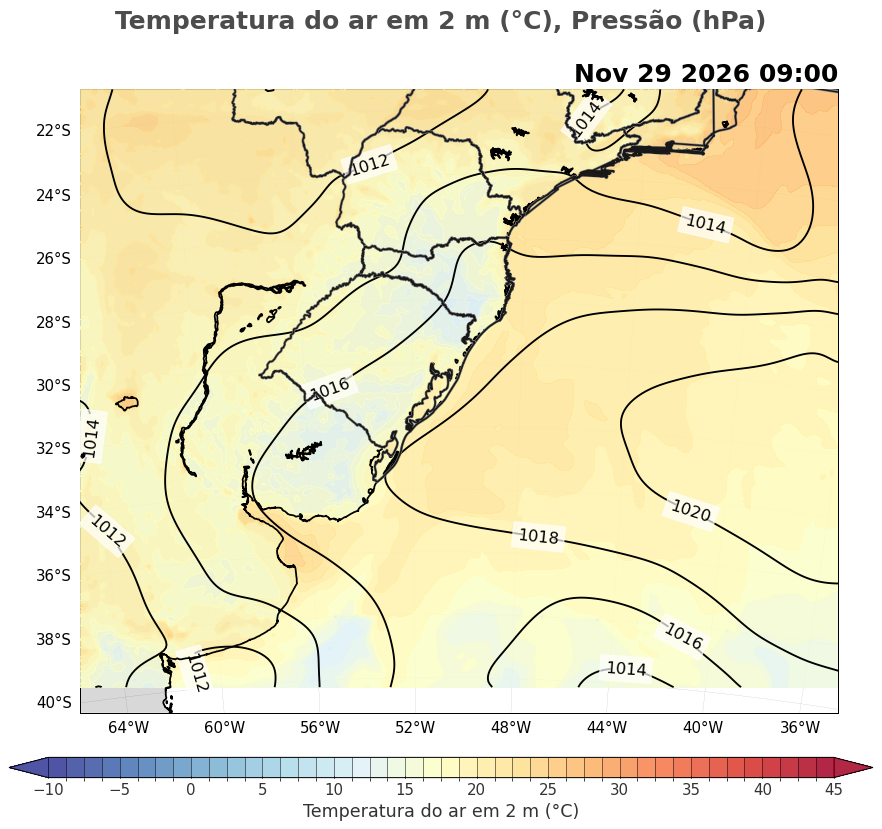 Temperatura do ar em 2 m (°C), Pressão (hPa)
Nov 29 2026 09:00
1014
22°S
1012
24°S
1014
26°S
28°S
1016
30°S
1014
32°S
1020
34°S
1012
1018
36°S
1016
38°S
1012
1014
40°S
64°W 60°W 56°W 52°W 48°W 44°W 40°W 36°W
−10 −5 0 5 10 15 20 25 30 35 40 45
Temperatura do ar em 2 m (°C)